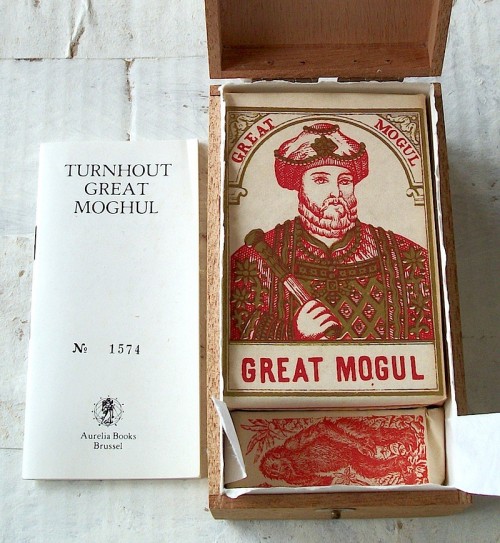 TURNHOUT
GREAT
MOGHUL
№ 1574
Aurelia Books
Brussel
GREAT MOGUL
GREAT MOGUL